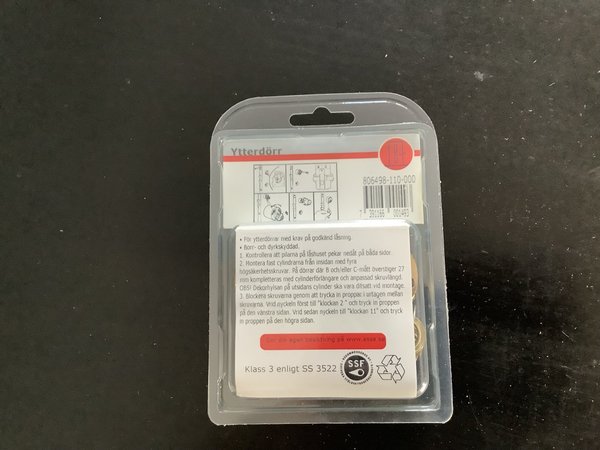 Ytterdörr
806498-110-000
• För ytterdörrar med krav på godkänd låsning.
• Borr- och dyrkskyddad.
1. Kontrollera att pilarna på låshuset pekar nedåt på båda sidor.
2. Montera fast cylindrarna från insidan med fyra
högsäkerhetsskruvar. På dörrar där B och/eller C-mått överstiger 27
mm kompletteras med cylinderförlängare och anpassad skruvlängd.
OBS! Dekorhylsan på utsidans cylinder ska vara ditsatt vid montage.
3. Blockera skruvarna genom att trycka in proppar i urtagen mellan
skruvarna. Vrid nyckeln först till "klockan 2 " och tryck in proppen
på den vänstra sidan. Vrid sedan nyckeln till "klockan 11" och tryck
in proppen på den högra sidan.
Klass 3 enligt SS 3522
SSF